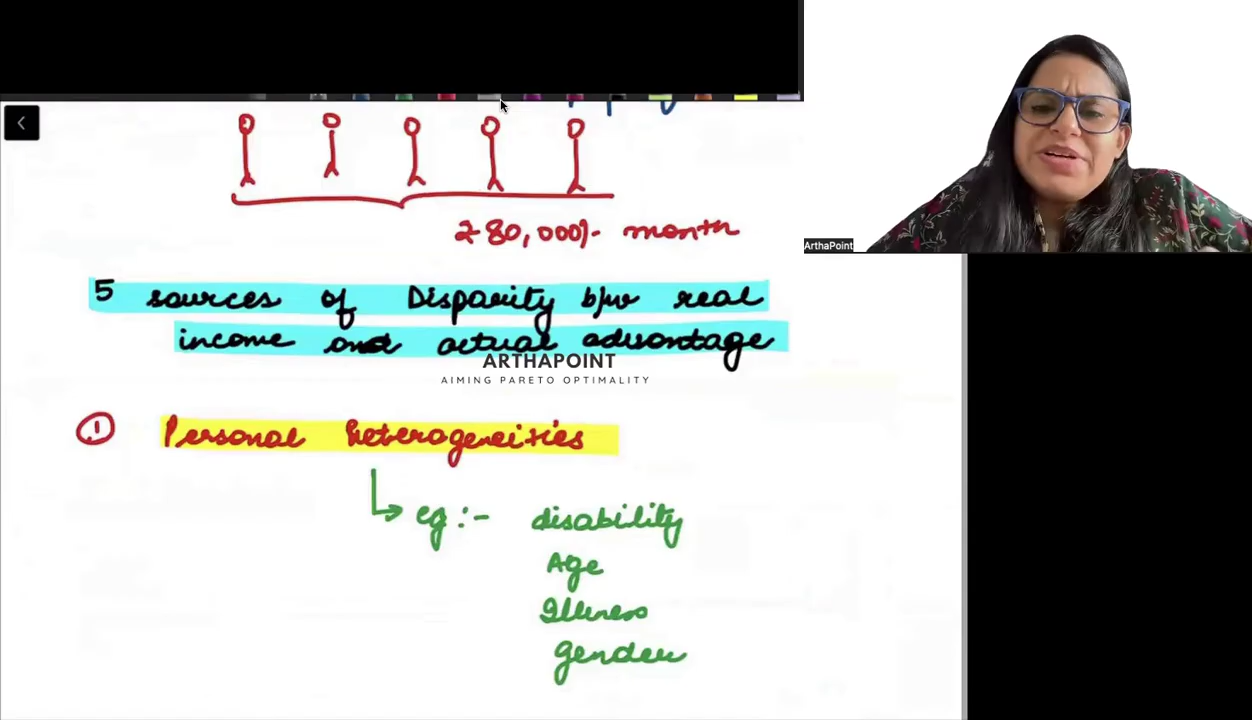 ₹80,000/- month
ArthaPoint
5 sources of Disparity b/w real
income and actual advantage
ARTHAPOINT
AIMING PARETO OPTIMALITY
1 Personal heterogeneities
eg :- disability
Age
Illness
gender